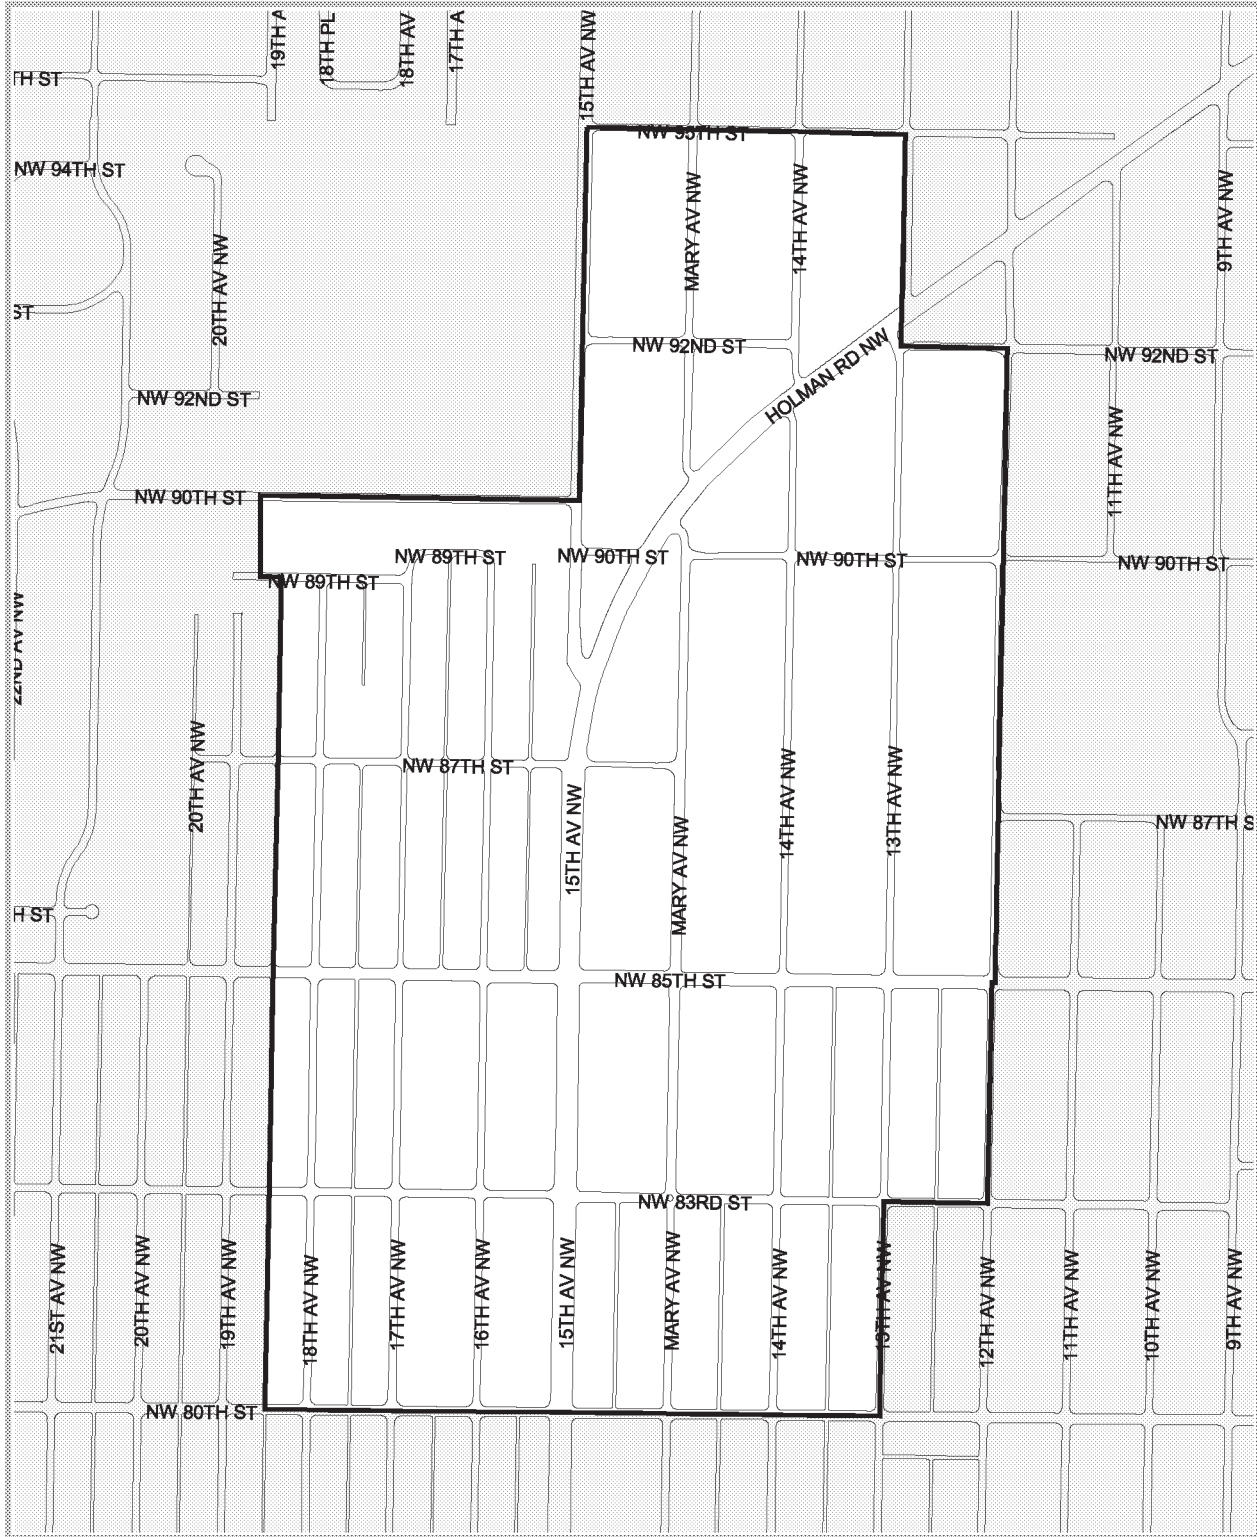 19TH A
18TH PL
18TH AV
17TH A
15TH AV NW
TH ST
NW 95TH ST
NW 94TH ST
MARY AV NW
14TH AV NW
9TH AV NW
20TH AV NW
ST
NW 92ND ST
HOLMAN RD NW
NW 92ND ST
NW 92ND ST
11TH AV NW
NW 90TH ST
NW 89TH ST
NW 90TH ST
NW 90TH ST
NW 90TH ST
NW 89TH ST
22ND AV NW
20TH AV NW
NW 87TH ST
14TH AV NW
13TH AV NW
15TH AV NW
MARY AV NW
NW 87TH S
H ST
NW 85TH ST
NW 83RD ST
21ST AV NW
20TH AV NW
19TH AV NW
18TH AV NW
17TH AV NW
16TH AV NW
15TH AV NW
MARY AV NW
14TH AV NW
13TH AV NW
12TH AV NW
11TH AV NW
10TH AV NW
9TH AV NW
NW 80TH ST